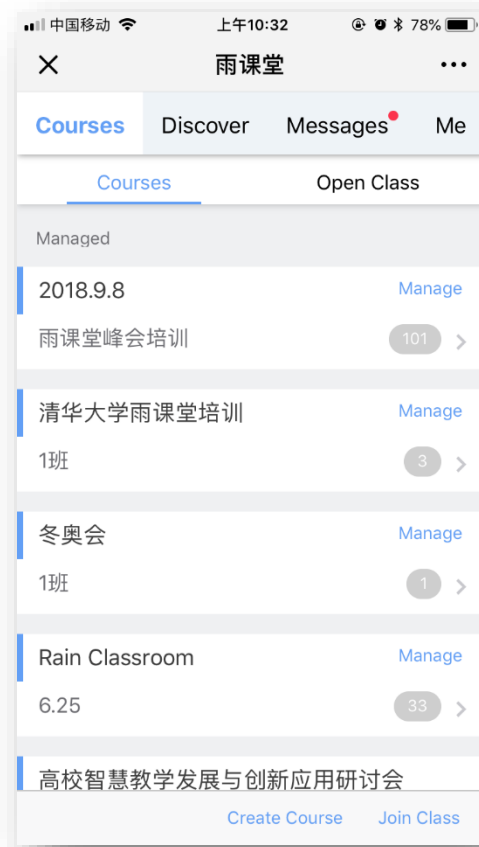 中国移动 上午10:32 78%
雨课堂
Courses Discover Messages Me
Courses Open Class
Managed
2018.9.8 Manage
雨课堂峰会培训 101
清华大学雨课堂培训 Manage
1班 3
冬奥会 Manage
1班 1
Rain Classroom Manage
6.25 33
高校智慧教学发展与创新应用研讨会
Create Course Join Class